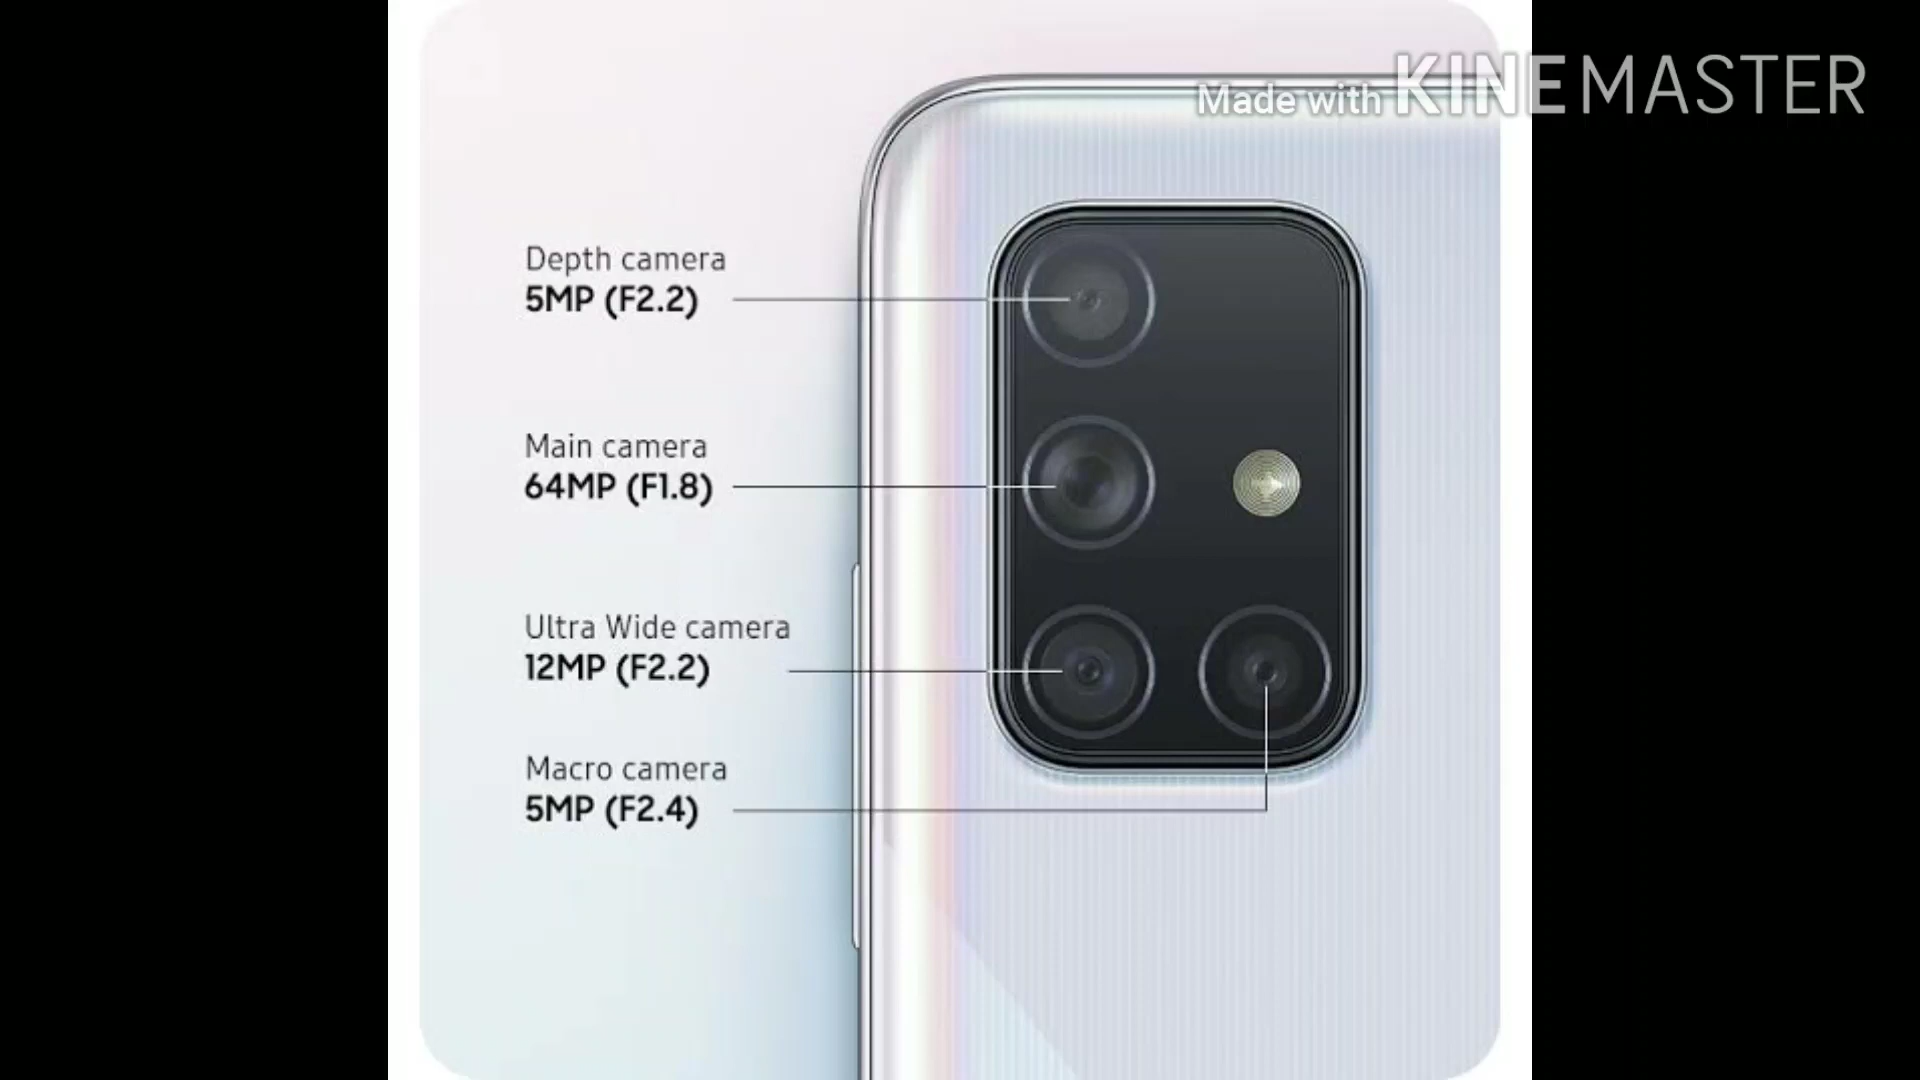 Made with KINEMASTER
Depth camera
5MP (F2.2)
Main camera
64MP (F1.8)
Ultra Wide camera
12MP (F2.2)
Macro camera
5MP (F2.4)